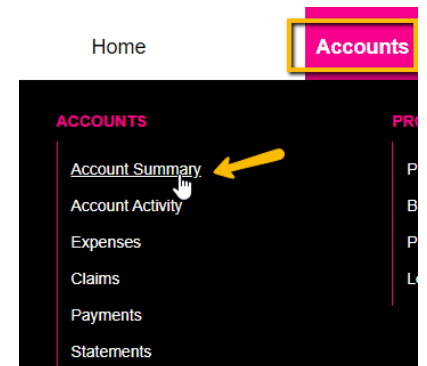 Home
Accounts
ACCOUNTS
Account Summary
Account Activity
Expenses
Claims
Payments
Statements